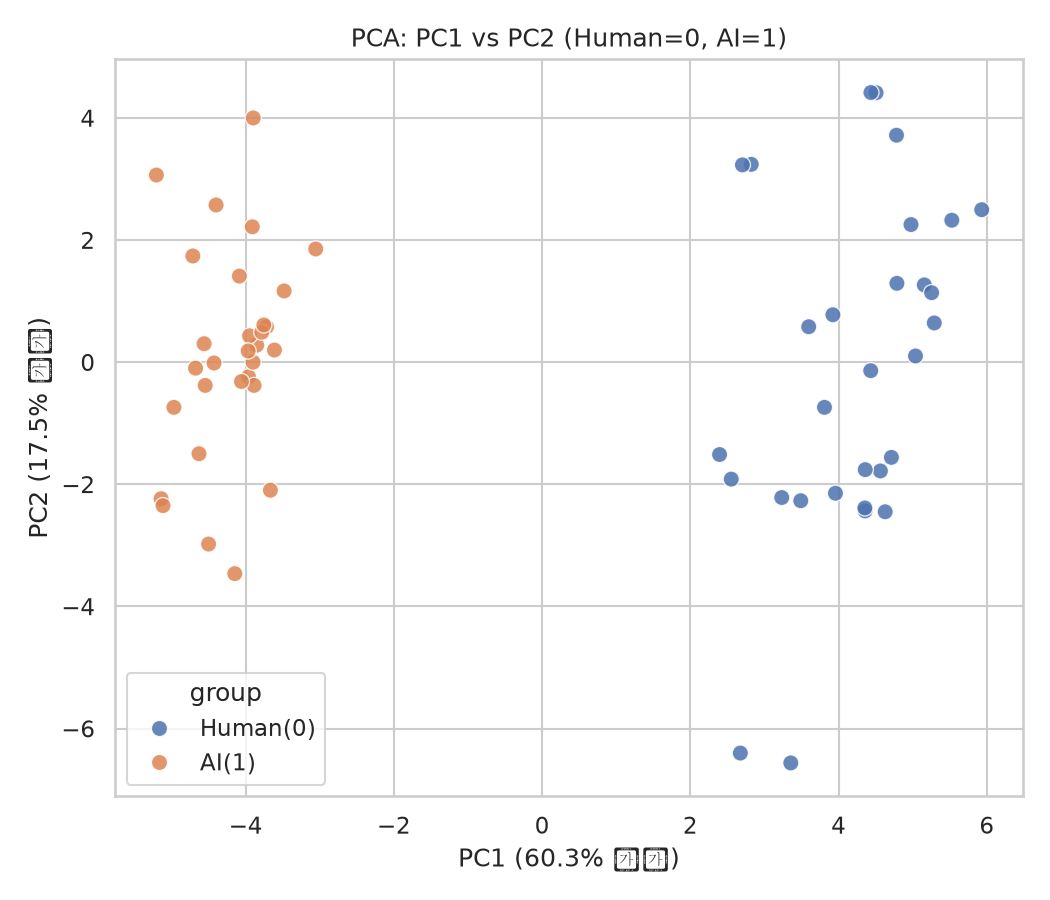 PCA: PC1 vs PC2 (Human=0, AI=1)
4
2
0
−2
−4
−6
PC2 (17.5% )
group
Human(0)
AI(1)
−4
−2
0
2
4
6
PC1 (60.3% )